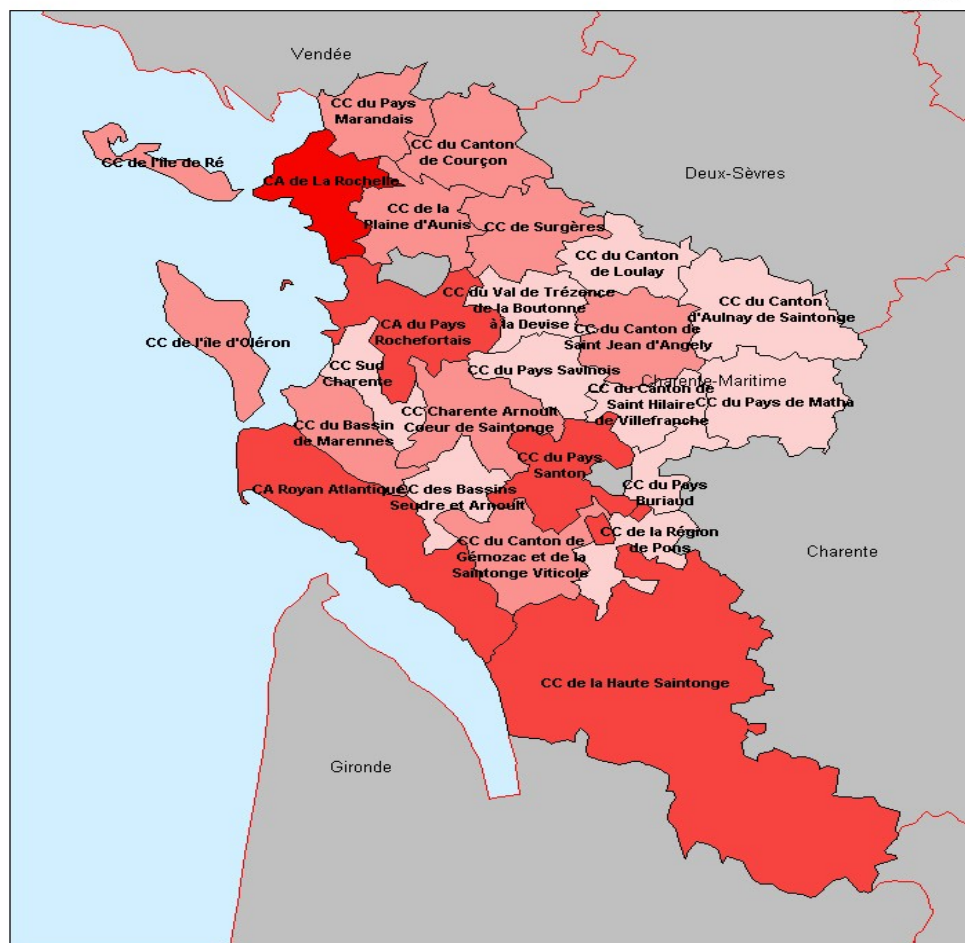 Vendée
CC du Pays
Marandais
CC du Canton
de Courçon
CC de l'île de Ré
CA de La Rochelle
Deux-Sèvres
CC de la
Plaine d'Aunis
CC de Surgères
CC du Canton
de Loulay
CC du Val de Trézonce
de la Boutonne
à la Devise
CC du Canton
d'Aulnay de Saintonge
CA du Pays
Rochefortais
CC du Canton de
Saint Jean d'Angely
CC de l'île d'Oléron
CC Sud
Charente
CC du Pays Savinois
Charente-Maritime
CC du Canton de
Saint Hilaire
de Villefranche
CC du Pays de Matha
CC Charente Arnoult
Coeur de Saintonge
CC du Bassin
de Marennes
CC du Pays
Santon
CA Royan Atlantique
CC des Bassins
Seudre et Arnoult
CC du Pays
Buriaud
CC de la Région
de Pons
CC du Canton de
Gémozac et de la
Saintonge Viticole
Charente
CC de la Haute Saintonge
Gironde